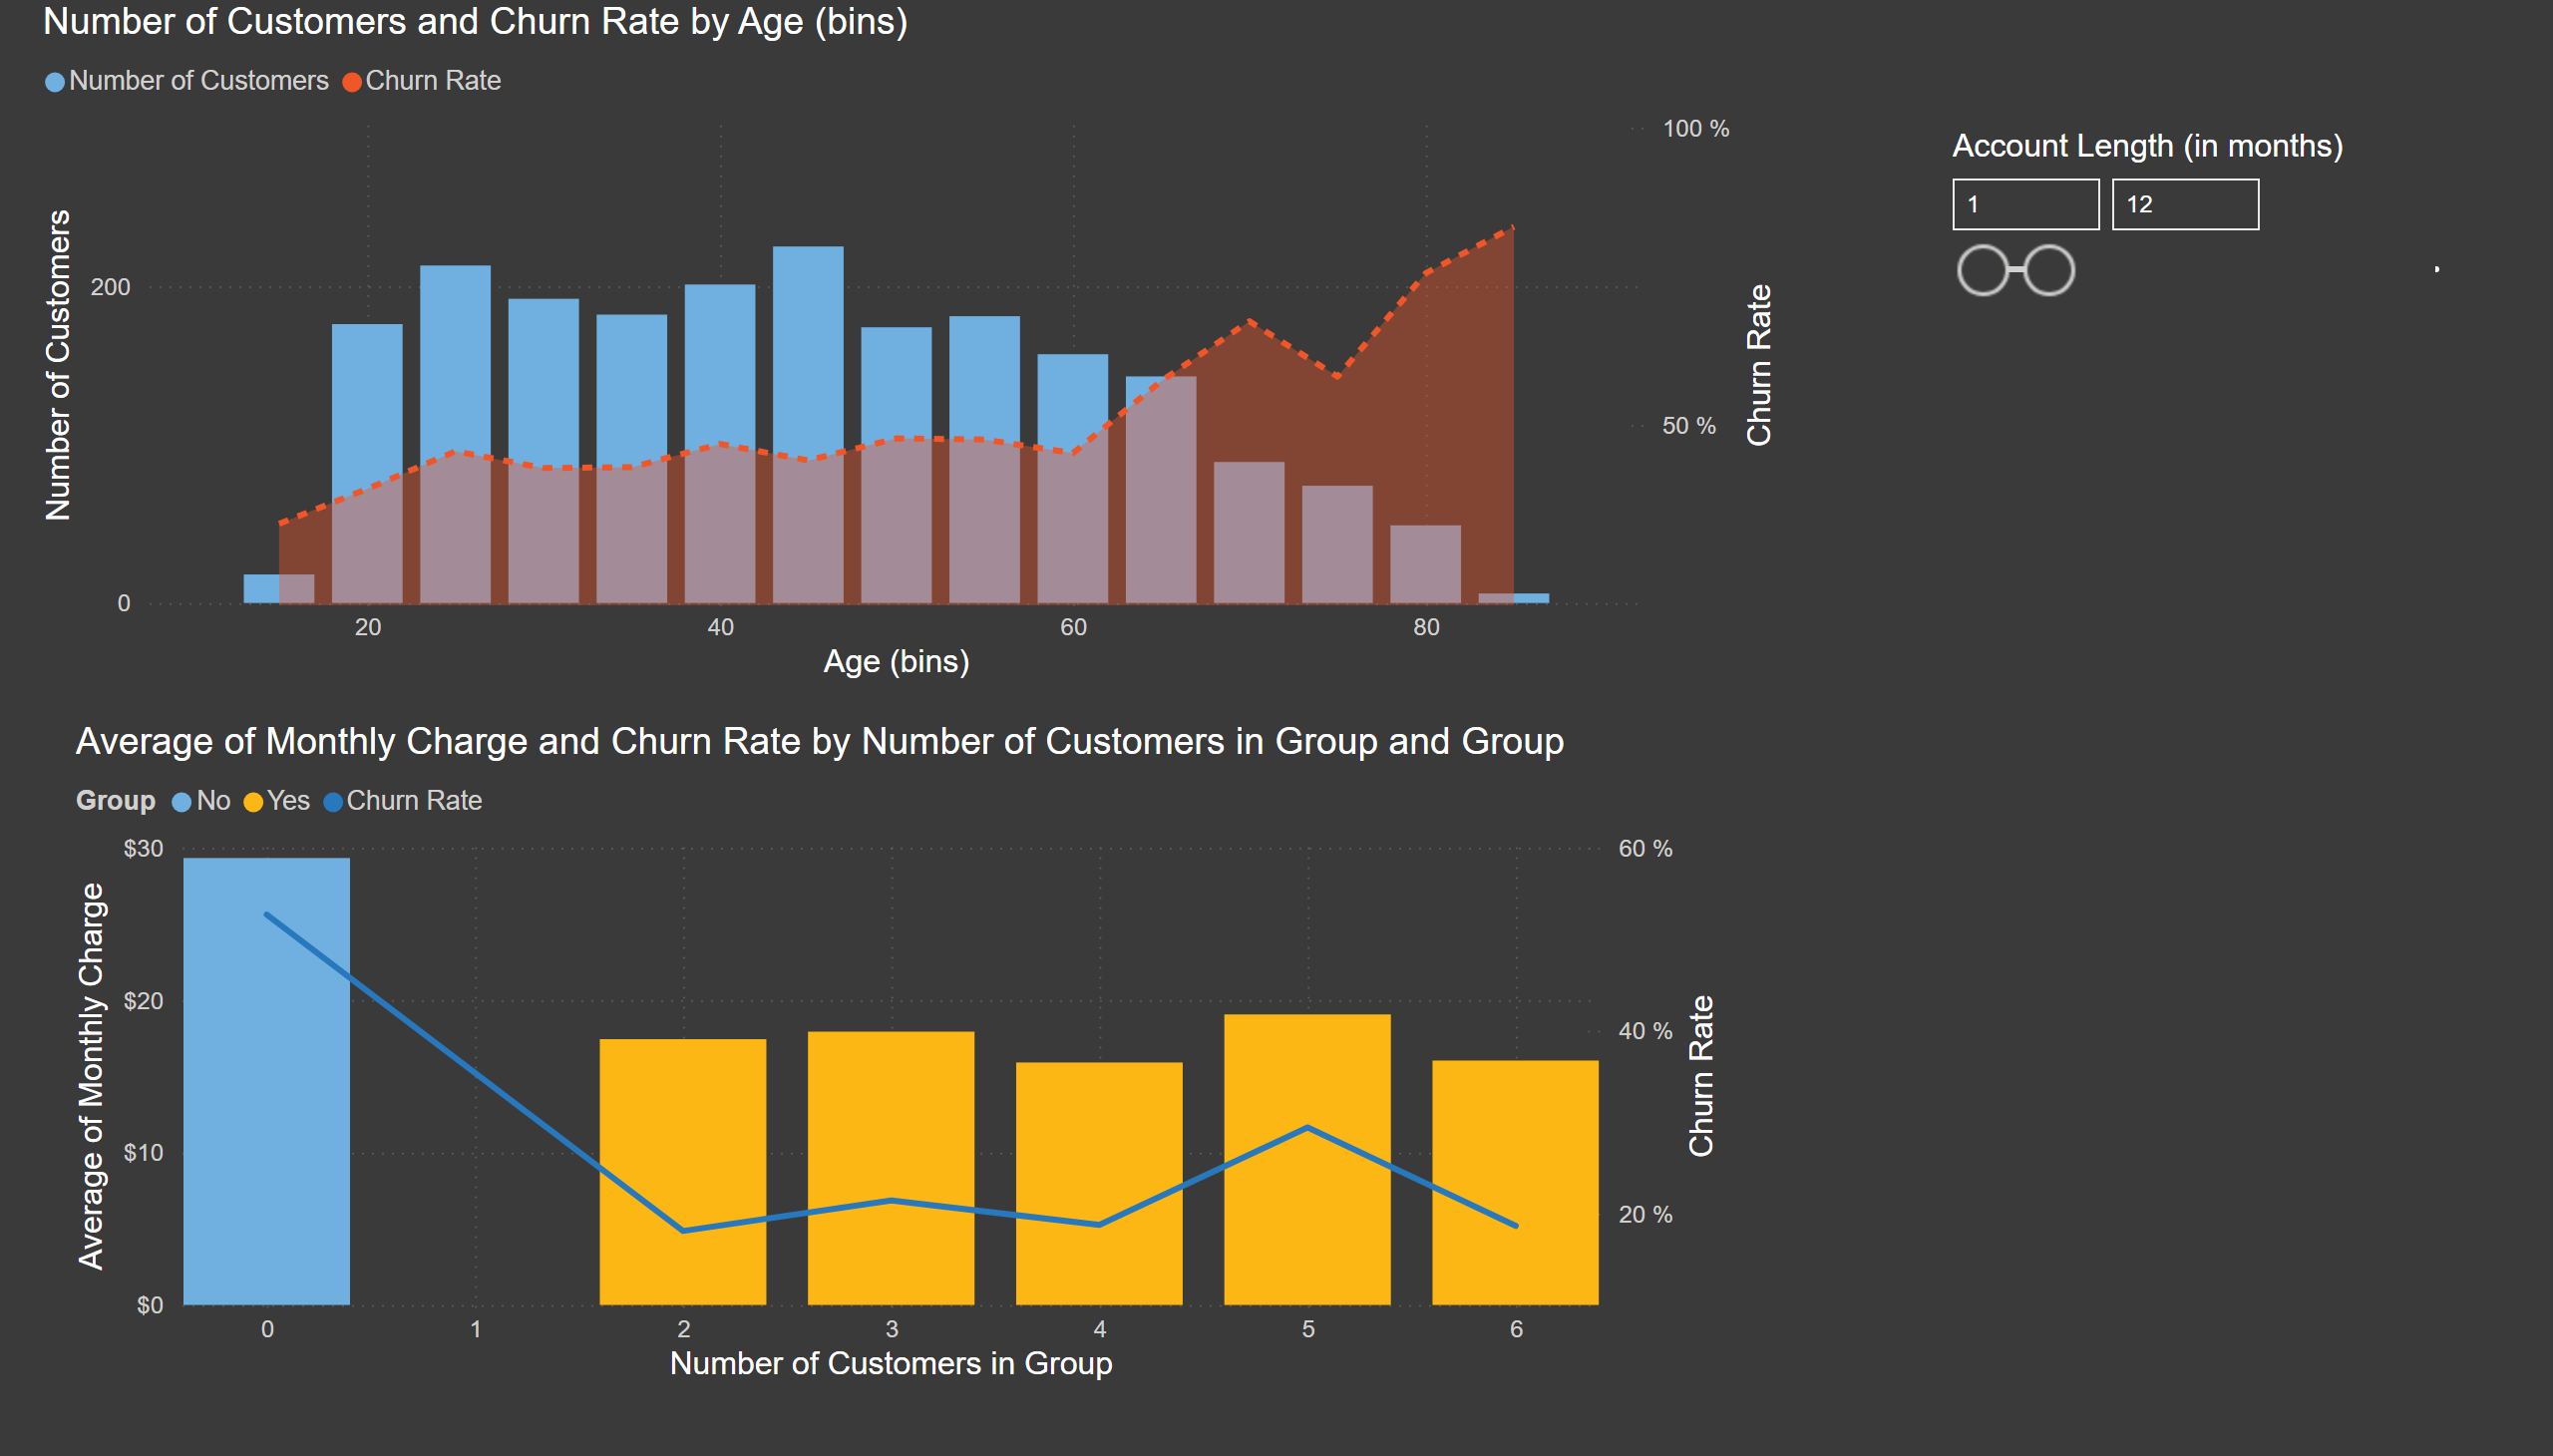 Number of Customers and Churn Rate by Age (bins)
Number of Customers Churn Rate
100 %
50 %
Churn Rate
Number of Customers
200
0
20 40 60 80
Age (bins)
Account Length (in months)
1 12
Average of Monthly Charge and Churn Rate by Number of Customers in Group and Group
Group No Yes Churn Rate
$30
$20
$10
$0
Average of Monthly Charge
60 %
40 %
20 %
Churn Rate
0 1 2 3 4 5 6
Number of Customers in Group